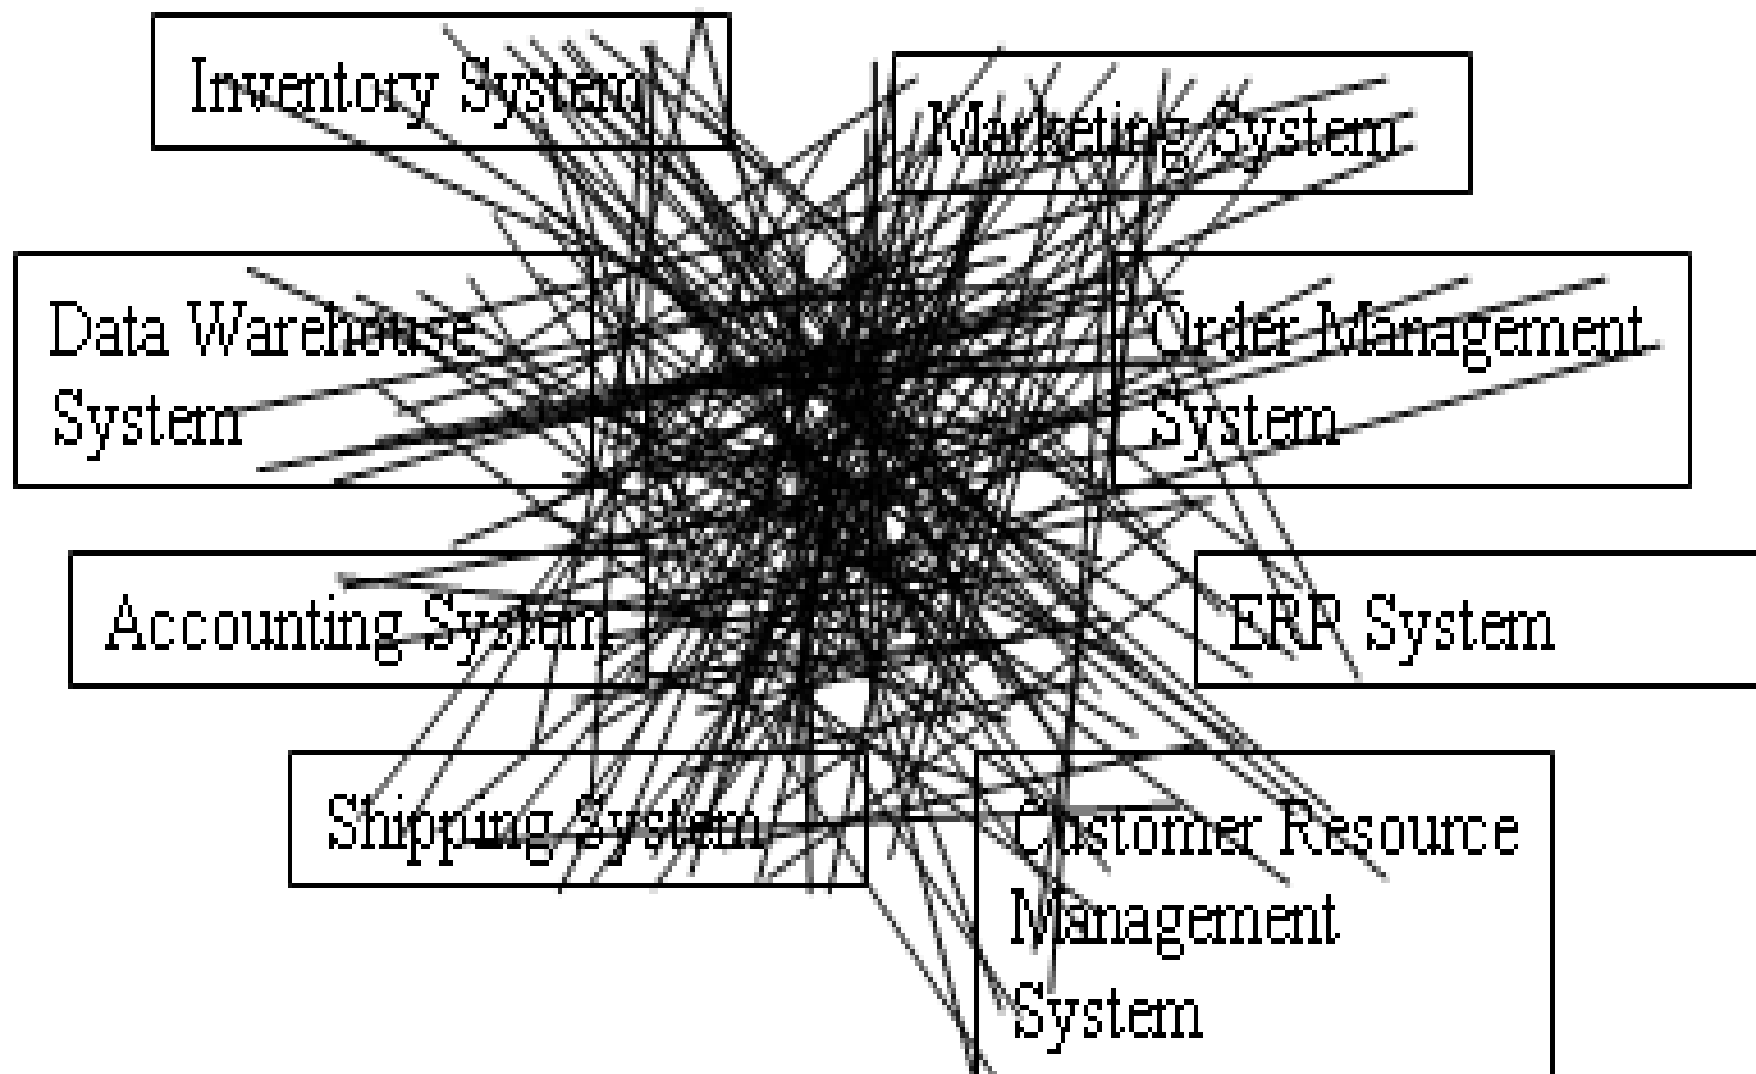 Inventory System
Marketing System
Data Warehouse
System
Order Management
System
Accounting System
ERP System
Shipping System
Customer Resource
Management
System